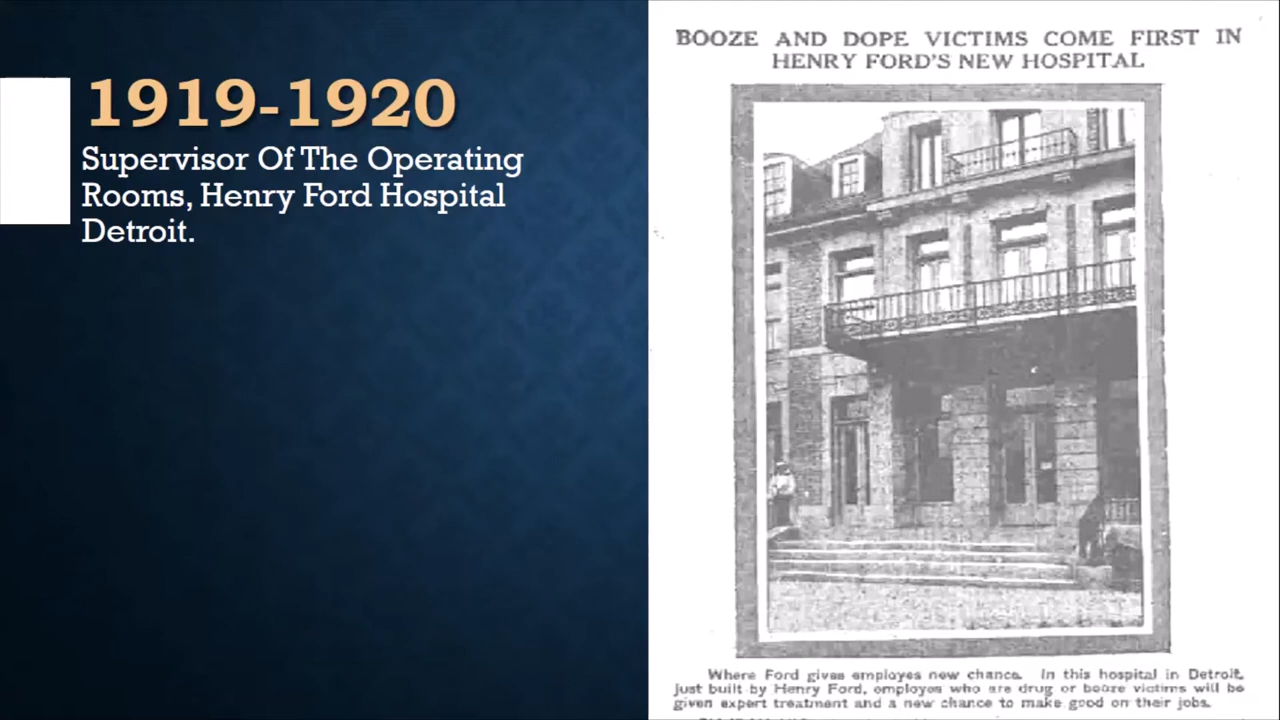 1919-1920
Supervisor Of The Operating
Rooms, Henry Ford Hospital
Detroit.
BOOZE AND DOPE VICTIMS COME FIRST IN
HENRY FORD'S NEW HOSPITAL
Where Ford gives employes new chance. In this hospital in Detroit,
just built by Henry Ford, employes who are drug or booze victims will be
given expert treatment and a new chance to make good on their jobs.